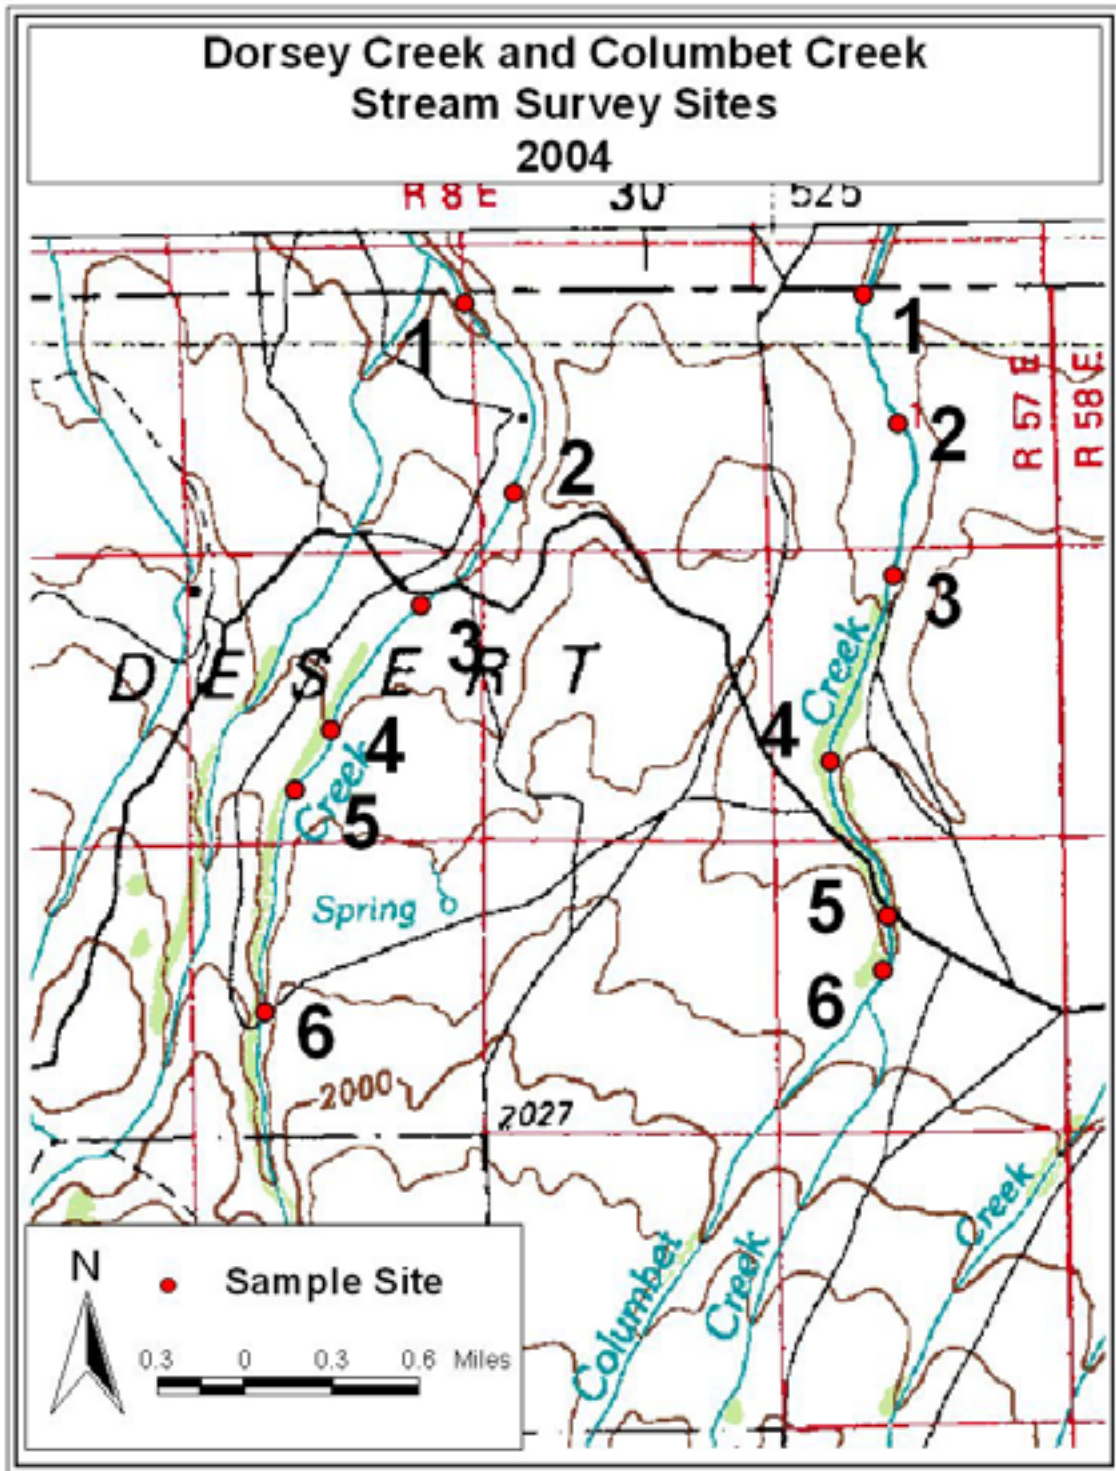 Dorsey Creek and Columbet Creek
Stream Survey Sites
2004
R 8 E
30'
525
1
1
R 57 E
R 58 E
2
2
3
3
DESERT
Creek
4
4
Creek
5
Spring
5
6
6
2000
2027
Columbet
Creek
Creek
N
Sample Site
0.3 0 0.3 0.6 Miles